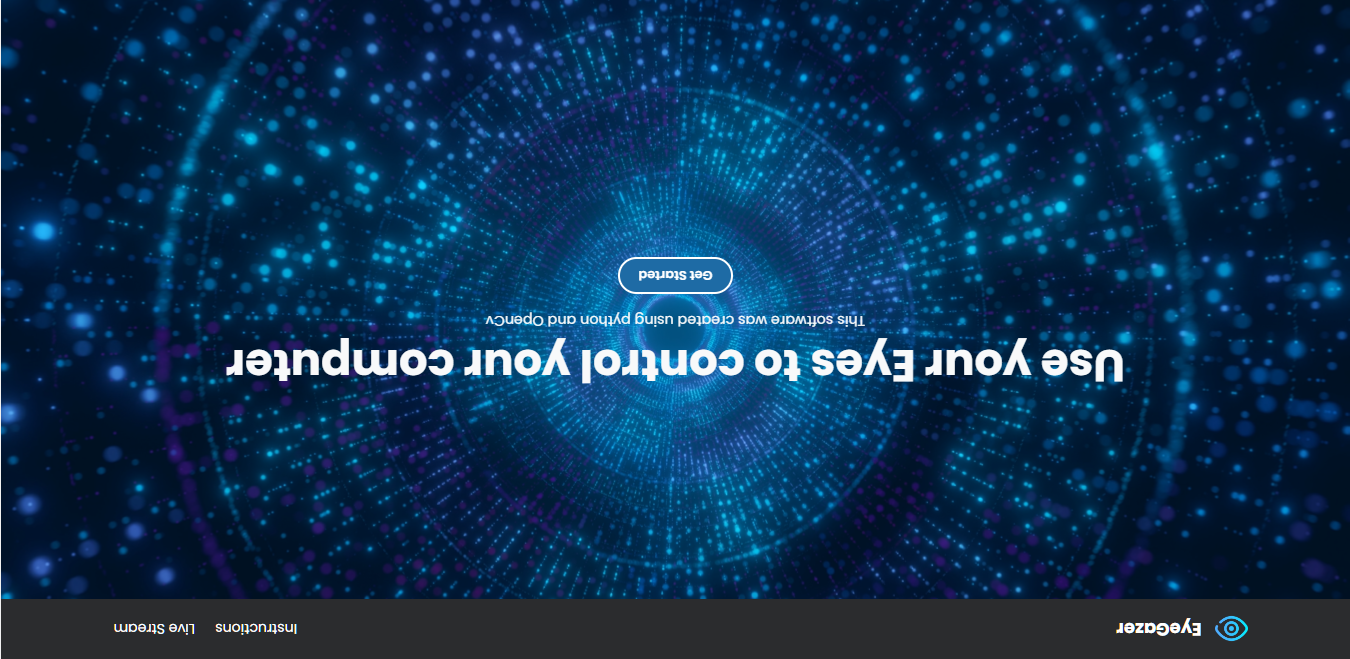 EyeGazer
Instructions Live Stream
Use your Eyes to control your computer
This software was created using python and OpenCv
Get Started